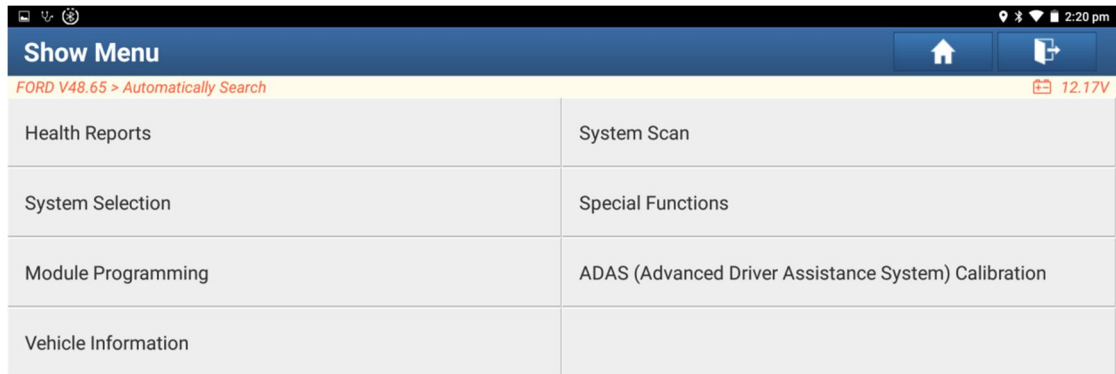 2:20 pm
Show Menu
FORD V48.65 > Automatically Search
12.17V
Health Reports
System Scan
System Selection
Special Functions
Module Programming
ADAS (Advanced Driver Assistance System) Calibration
Vehicle Information